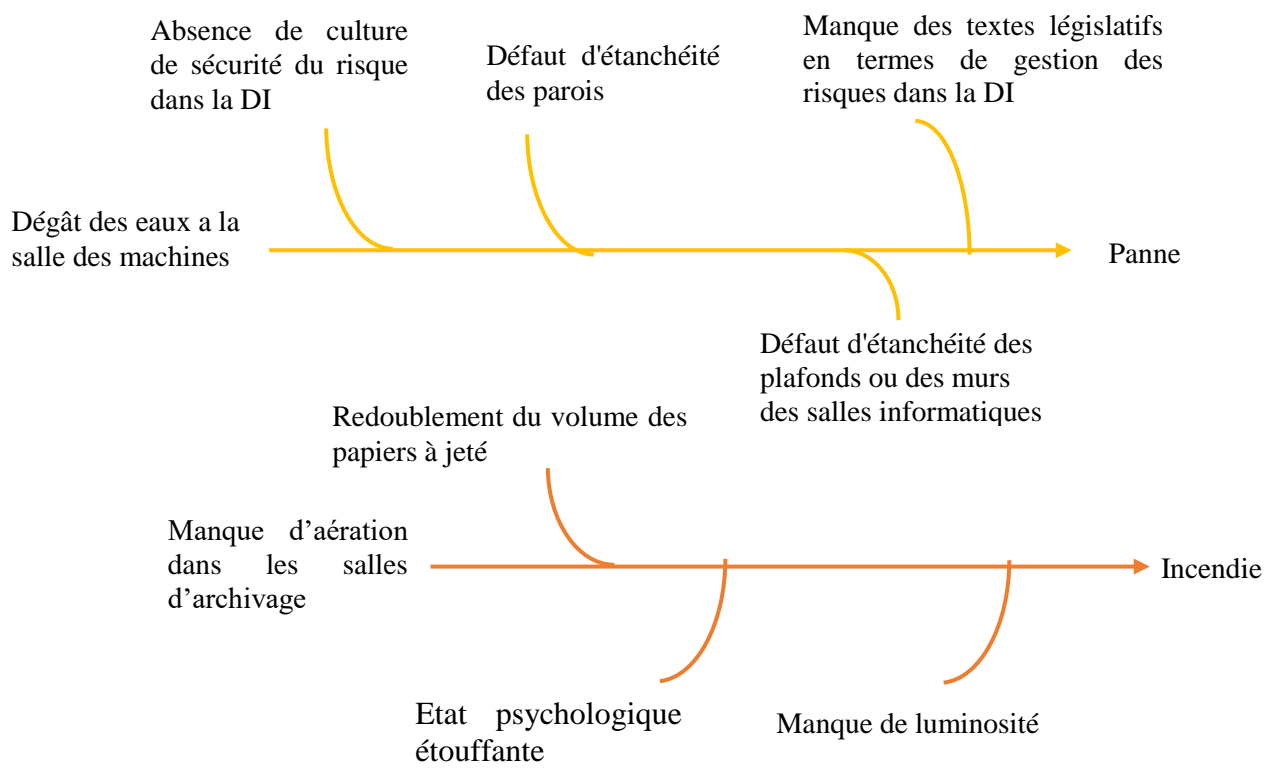 Absence de culture
de sécurité du risque
dans la DI
Défaut d'étanchéité
des parois
Manque des textes législatifs
en termes de gestion des
risques dans la DI
Dégât des eaux a la
salle des machines
Panne
Défaut d'étanchéité des
plafonds ou des murs
des salles informatiques
Redoublement du volume des
papiers à jeté
Manque d’aération
dans les salles
d’archivage
Incendie
Etat psychologique
étouffante
Manque de luminosité